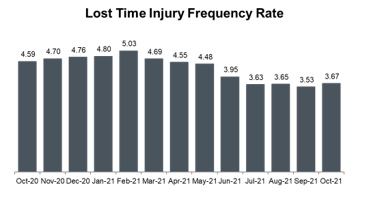 Lost Time Injury Frequency Rate
4.59 4.70 4.76 4.80 5.03 4.69 4.55 4.48 3.95 3.63 3.65 3.53 3.67
Oct-20 Nov-20 Dec-20 Jan-21 Feb-21 Mar-21 Apr-21 May-21 Jun-21 Jul-21 Aug-21 Sep-21 Oct-21